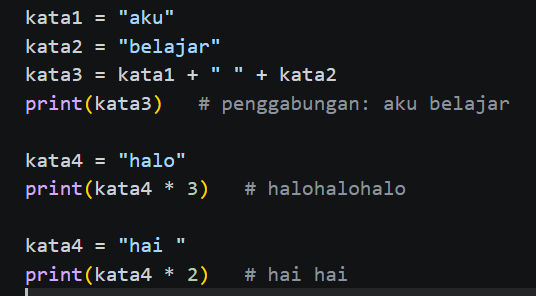 kata1 = "aku"
kata2 = "belajar"
kata3 = kata1 + " " + kata2
print(kata3)   # penggabungan: aku belajar
kata4 = "halo"
print(kata4 * 3)   # halohalohalo
kata4 = "hai "
print(kata4 * 2)   # hai hai